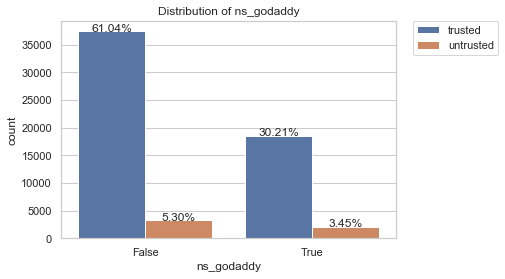 Distribution of ns_godaddy
trusted
untrusted
61.04%
30.21%
5.30%
3.45%
35000
30000
25000
20000
15000
10000
5000
0
count
False
True
ns_godaddy